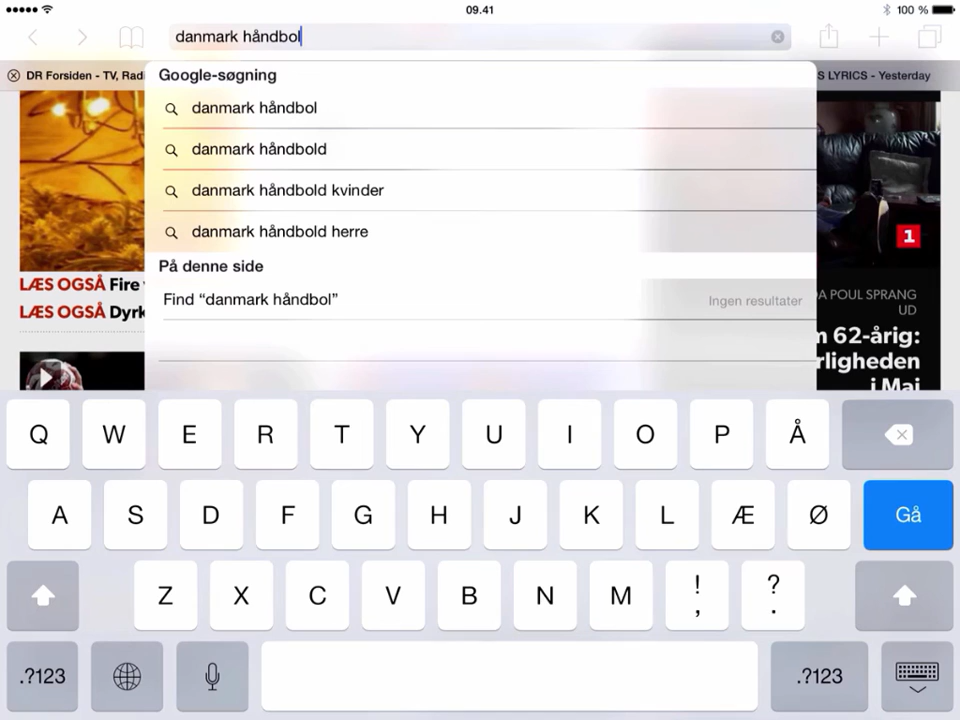 09.41
100 %
danmark håndbol
DR Forsiden - TV, Radi
S LYRICS - Yesterday
Google-søgning
danmark håndbol
danmark håndbold
danmark håndbold kvinder
danmark håndbold herre
På denne side
Find “danmark håndbol”
Ingen resultater
LÆS OGSÅ Fire
LÆS OGSÅ Dyrk
1
A POUL SPRANG
UD
m 62-årig:
rligheden
i Maj
Q W E R T Y U I O P Å
A S D F G H J K L Æ Ø Gå
Z X C V B N M ! , ? .
.?123 .?123